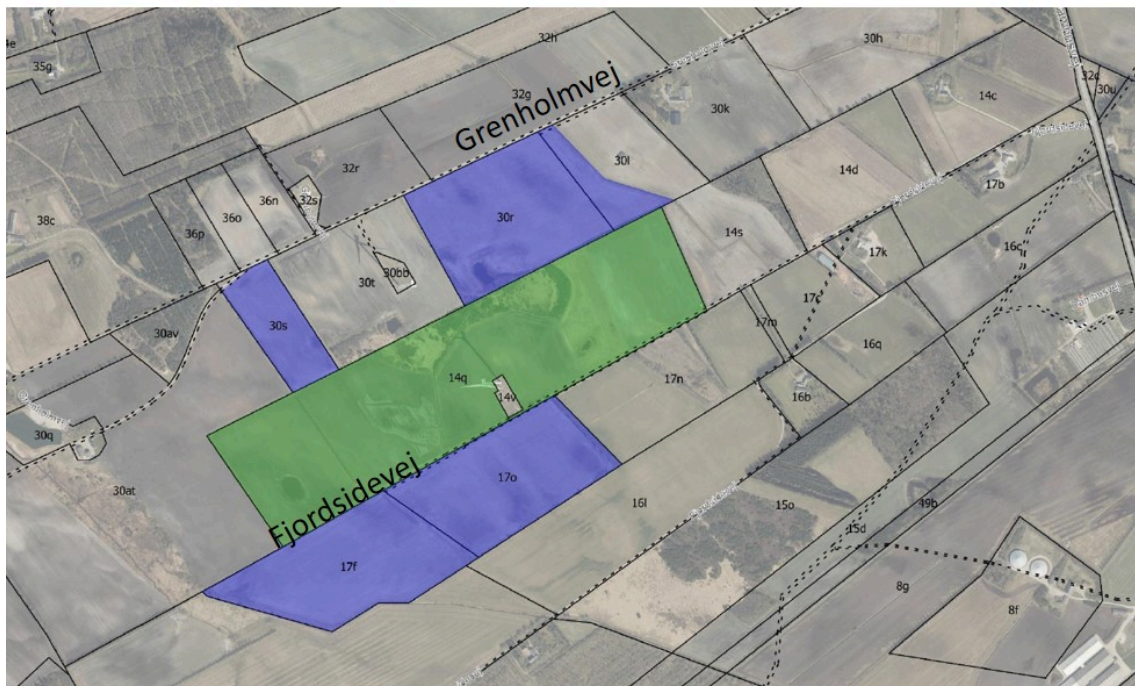 4e
35g
32h
30h
32g
32d
30u
14c
Grenholmvej
30k
32r
30l
14d
36n
32s
17b
36o
38c
36p
30r
14s
17k
16c
30bb
30t
30s
17m
30av
16q
14q
17n
14v
16b
30q
17o
Fjordsidevej
30at
16l
15o
49b
15d
17f
8g
8f